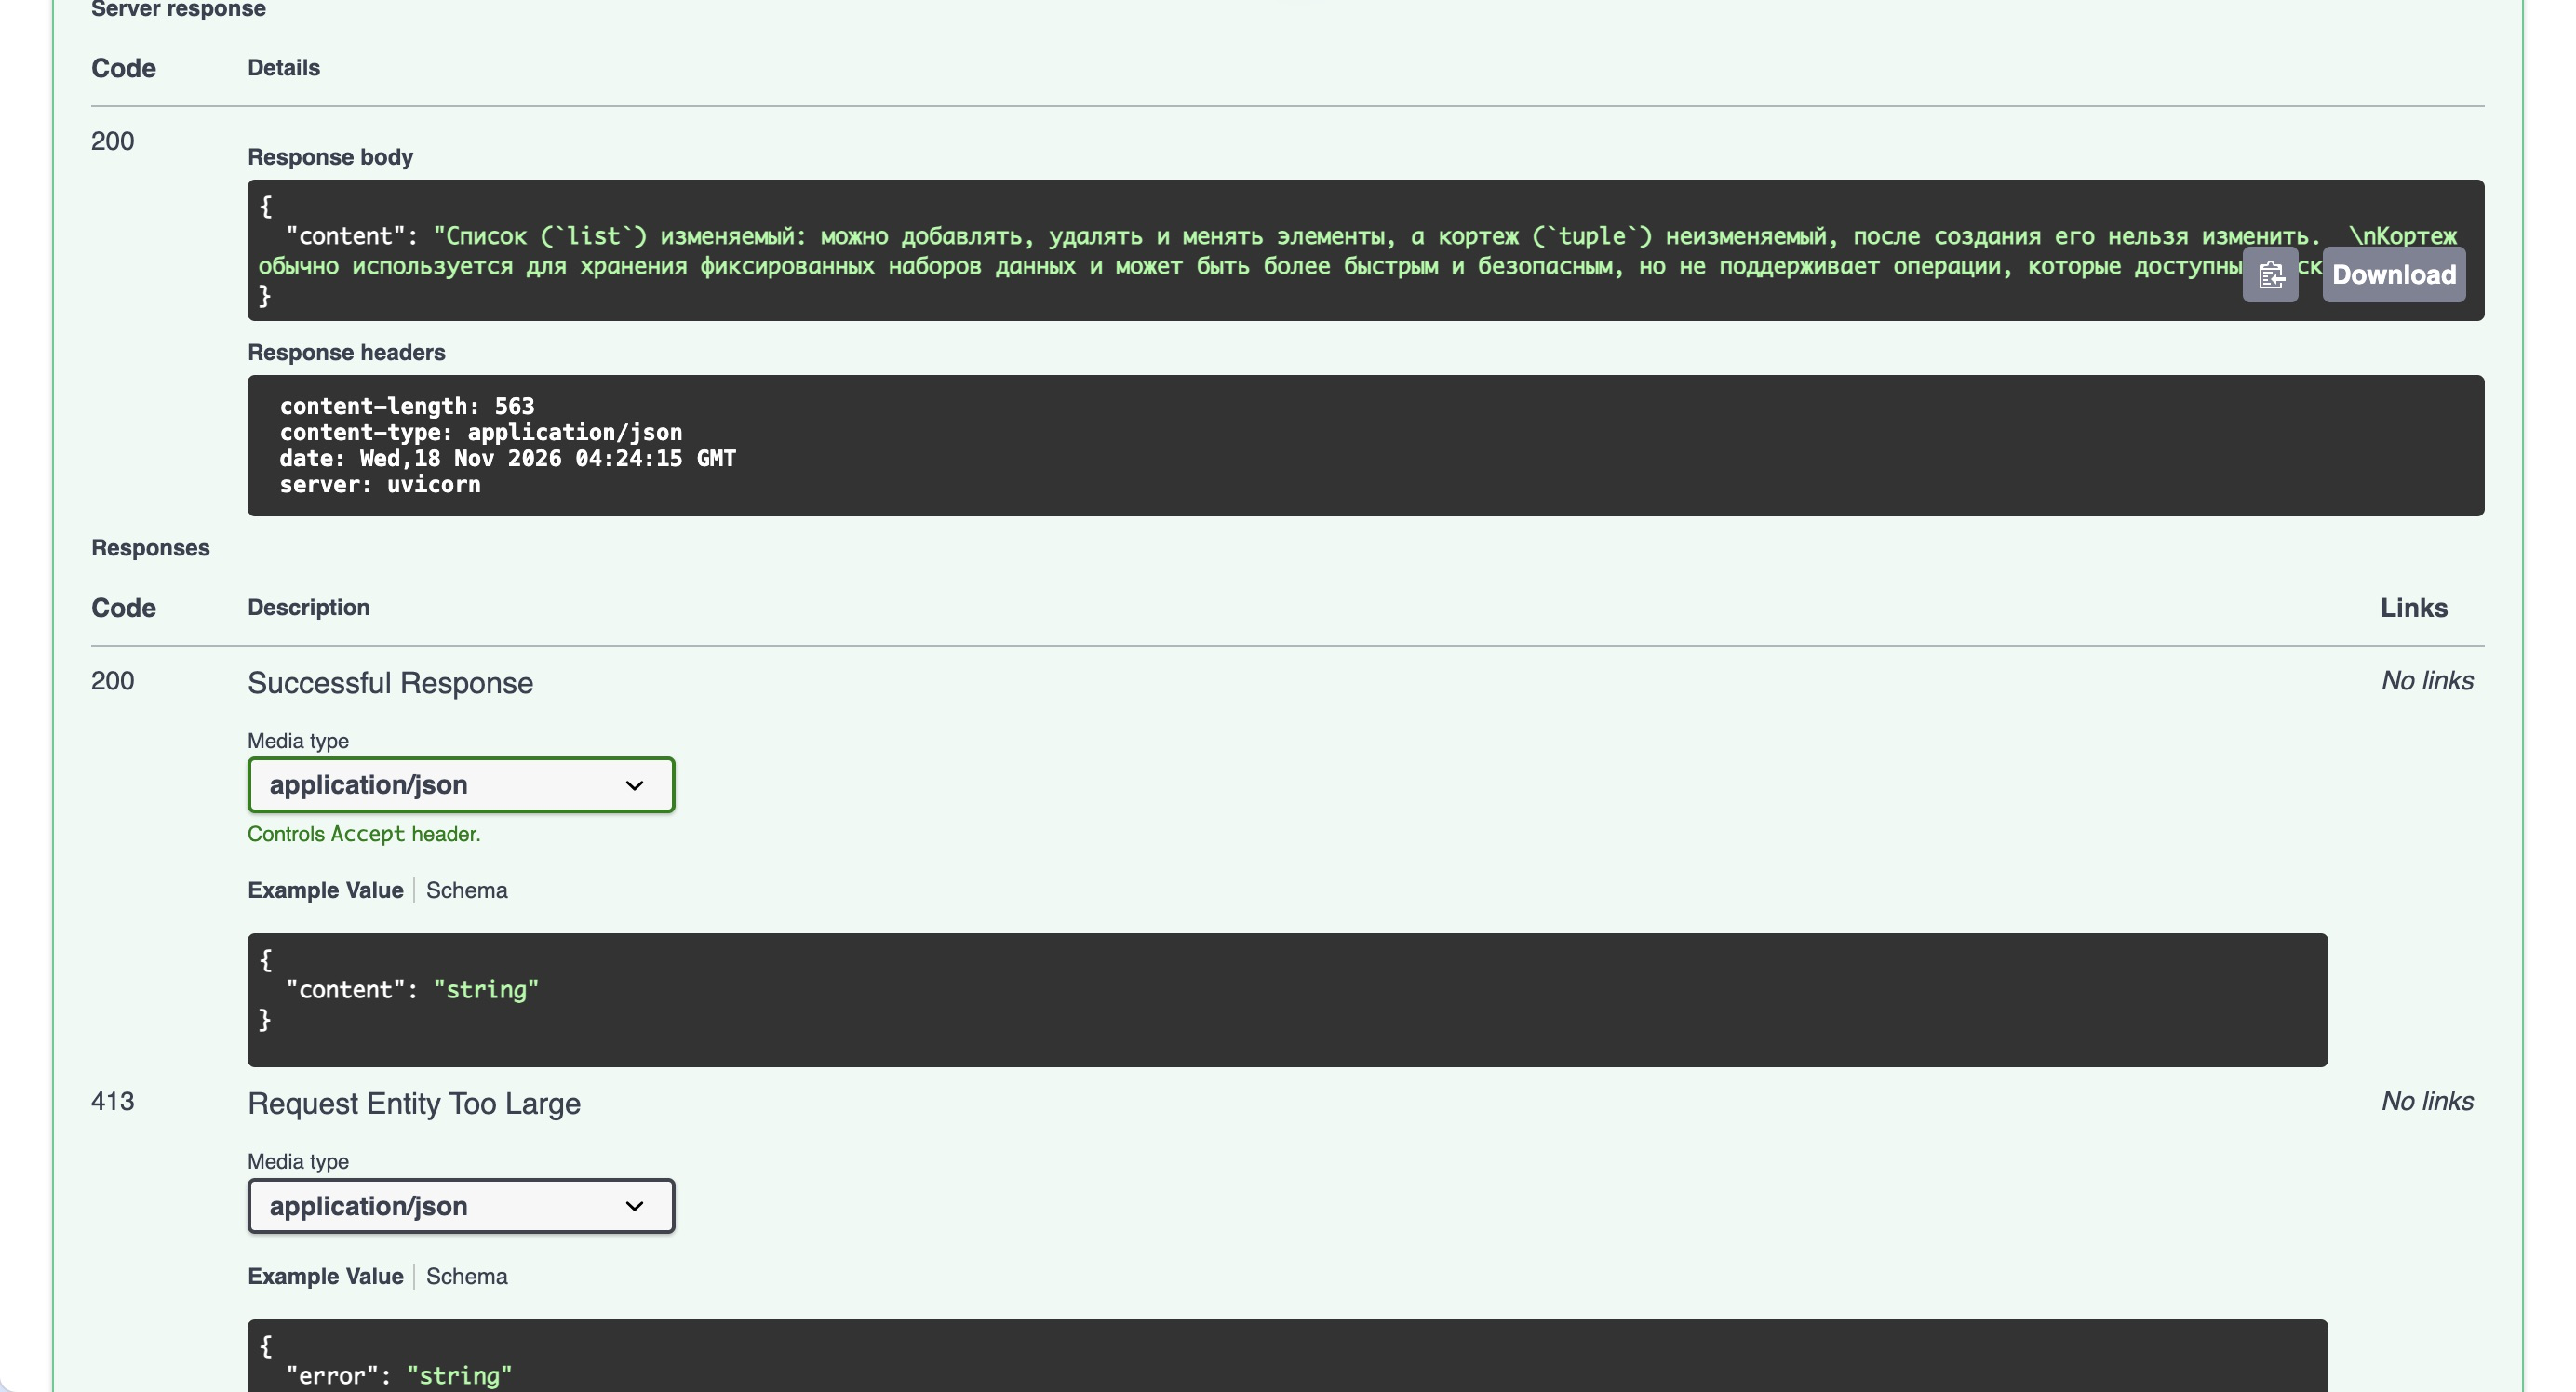 Server response
Code Details
200
Response body
{
"content": "Список (`list`) изменяемый: можно добавлять, удалять и менять элементы, а кортеж (`tuple`) неизменяемый, после создания его нельзя изменить.  \nКортеж
обычно используется для хранения фиксированных наборов данных и может быть более быстрым и безопасным, но не поддерживает операции, которые доступны
Download
}
Response headers
content-length: 563
content-type: application/json
date: Wed,18 Nov 2026 04:24:15 GMT
server: uvicorn
Responses
Code Description Links
200 Successful Response No links
Media type
application/json
Controls Accept header.
Example Value | Schema
{
"content": "string"
}
413 Request Entity Too Large No links
Media type
application/json
Example Value | Schema
{
"error": "string"